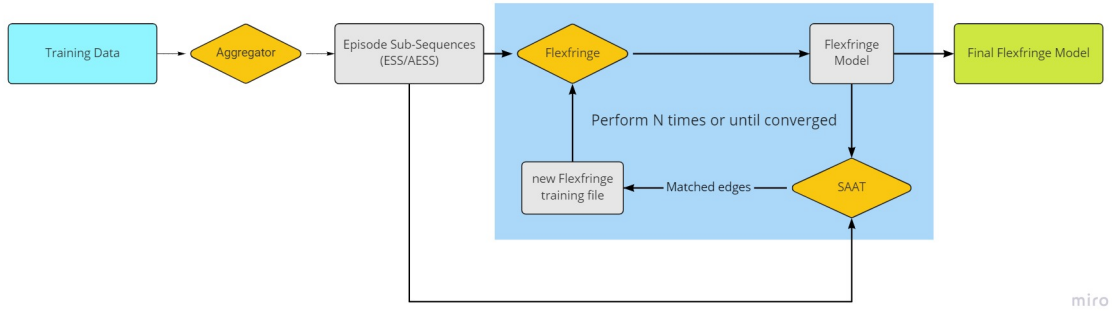 Training Data
Aggregator
Episode Sub-Sequences
(ESS/AESS)
Flexfringe
Flexfringe
Model
Final Flexfringe Model
Perform N times or until converged
new Flexfringe
training file
Matched edges
SAAT
miro